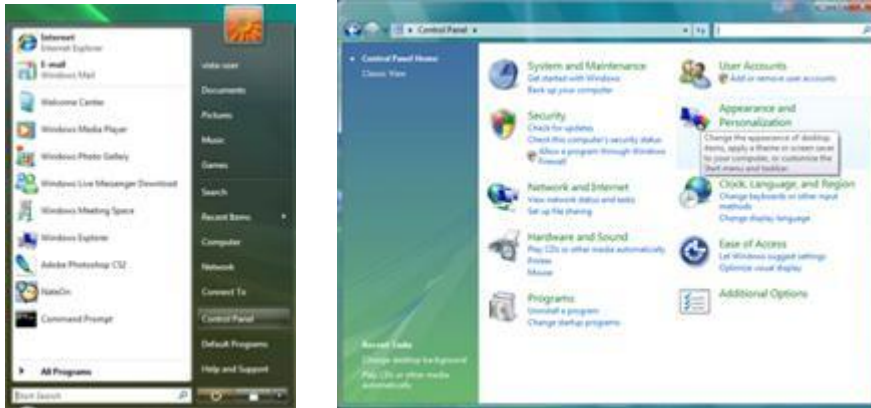 Internet
Internet Explorer
E-mail
Windows Mail
Welcome Center
Windows Media Player
Windows Photo Gallery
Windows Live Messenger Download
Windows Meeting Space
Windows Explorer
Adobe Photoshop CS2
NateOn
Command Prompt
All Programs
Start Search
vista-user
Documents
Pictures
Music
Games
Search
Recent Items
Computer
Network
Connect To
Control Panel
Default Programs
Help and Support
Control Panel
Control Panel Home
Classic View
System and Maintenance
Get started with Windows
Back up your computer
Security
Check for updates
Check this computer's security status
Allow a program through Windows
Firewall
Network and Internet
View network status and tasks
Set up file sharing
Hardware and Sound
Play CDs or other media automatically
Printer
Mouse
Programs
Uninstall a program
Change startup programs
User Accounts
Add or remove user accounts
Appearance and
Personalization
Change the appearance of desktop
items, apply a theme or screen saver
to your computer, or customize the
Start menu and taskbar.
Clock, Language, and Region
Change keyboards or other input
methods
Change display language
Ease of Access
Let Windows suggest settings
Optimize visual display
Additional Options
Recent Tasks
Change desktop background
Play CDs or other media
automatically